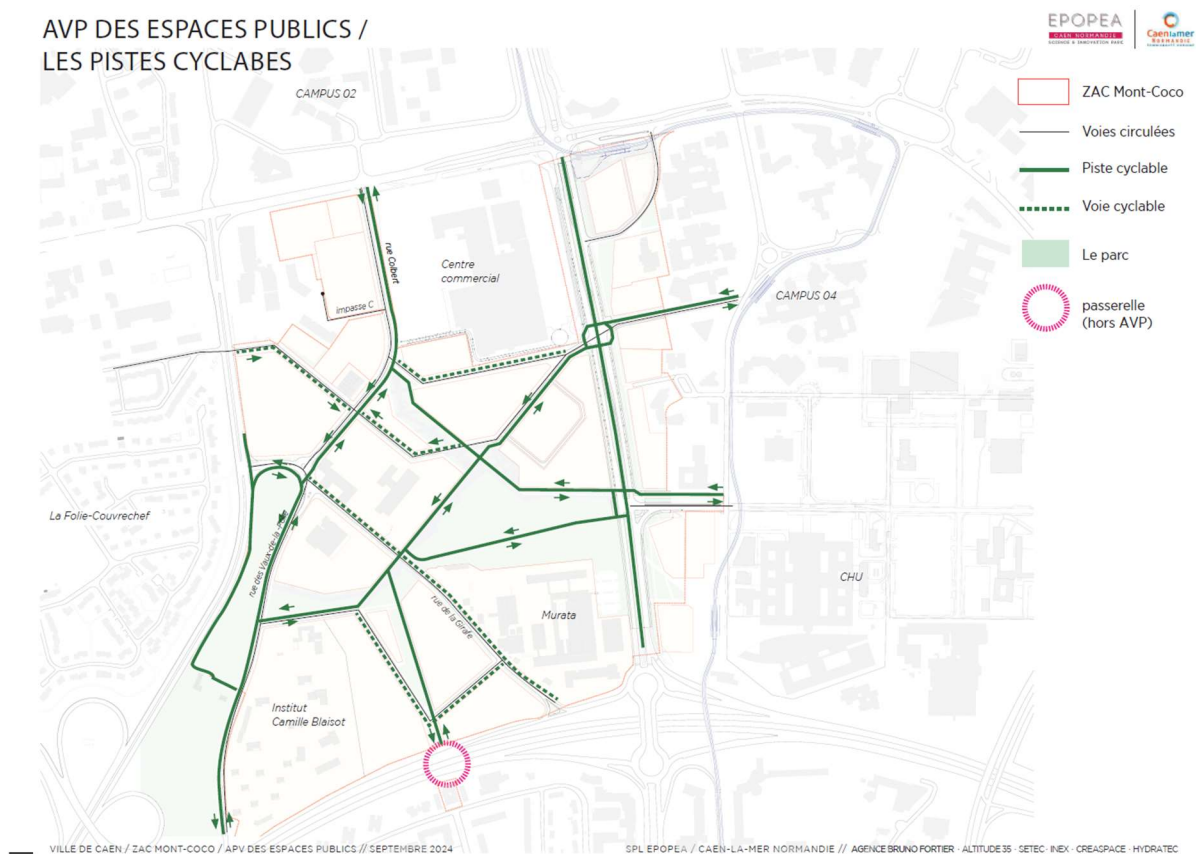 AVP DES ESPACES PUBLICS /
LES PISTES CYCLABES
EPOPEA
CAEN NORMANDIE
SCIENCE & INNOVATION PARC
Caenlamer
NORMANDIE
ZAC Mont-Coco
Voies circulées
Piste cyclable
Voie cyclable
Le parc
passerelle
(hors AVP)
CAMPUS 02
rue Colbert
Centre
commercial
impasse C
CAMPUS 04
La Folie-Couvrechef
rue des Vaux-de-la-
CHU
rue de la Girafe
Murata
Institut
Camille Blaisot
VILLE DE CAEN / ZAC MONT-COCO / APV DES ESPACES PUBLICS // SEPTEMBRE 2024
SPL EPOPEA / CAEN-LA-MER NORMANDIE // AGENCE BRUNO FORTIER · ALTITUDE 35 · SETEC · INEX · CREASPACE · HYDRATEC